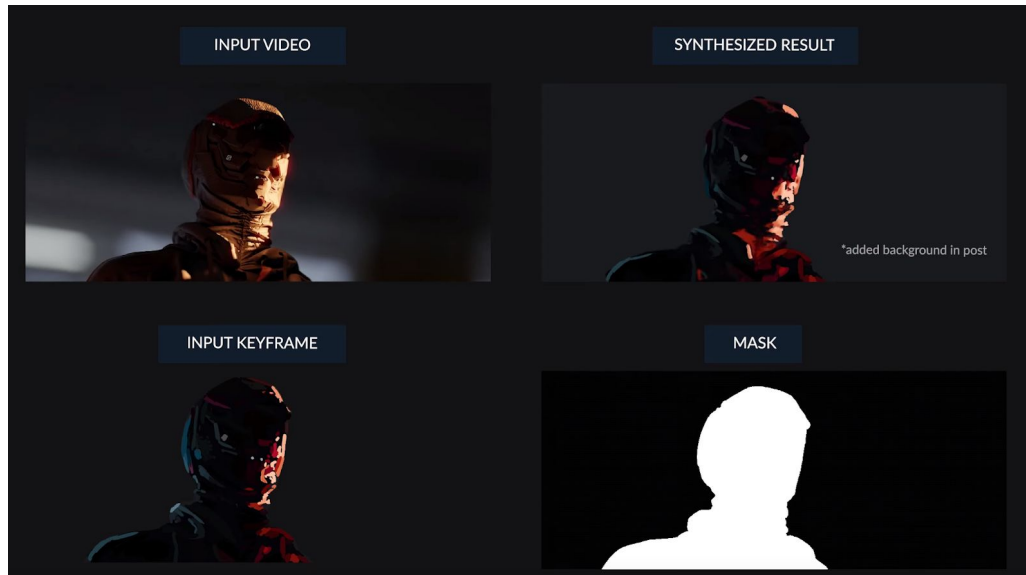 INPUT VIDEO
SYNTHESIZED RESULT
*added background in post
INPUT KEYFRAME
MASK